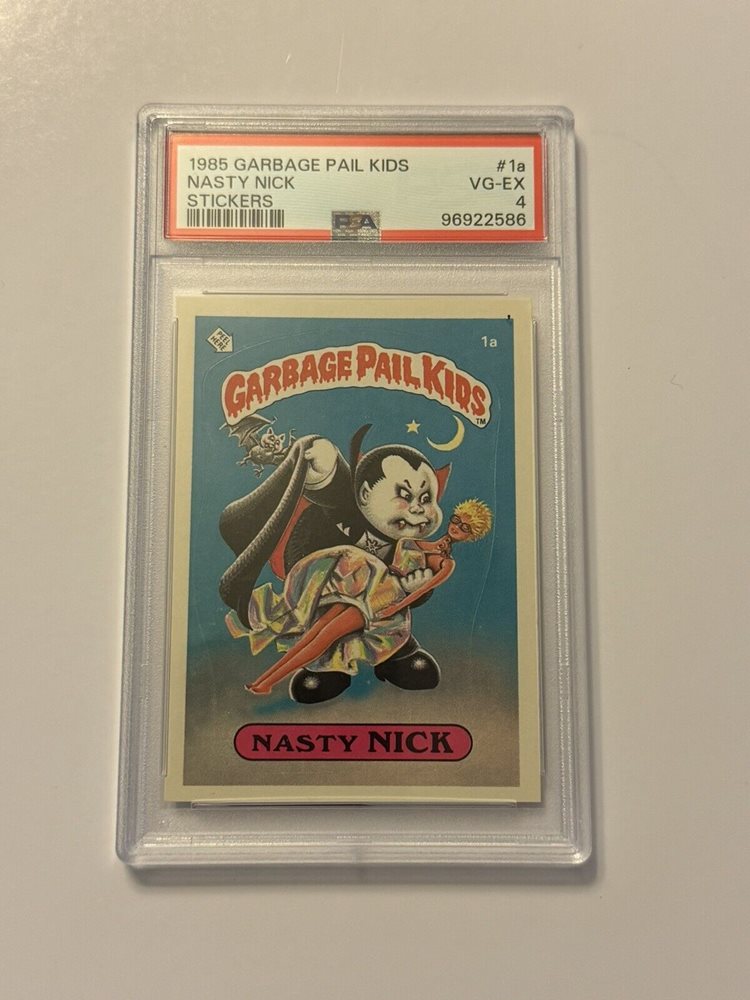 1985 GARBAGE PAIL KIDS #1a
NASTY NICK VG-EX
STICKERS 4
PSA 96922586
PEEL HERE
1a
GARBAGE PAIL KIDS
TM
NASTY NICK